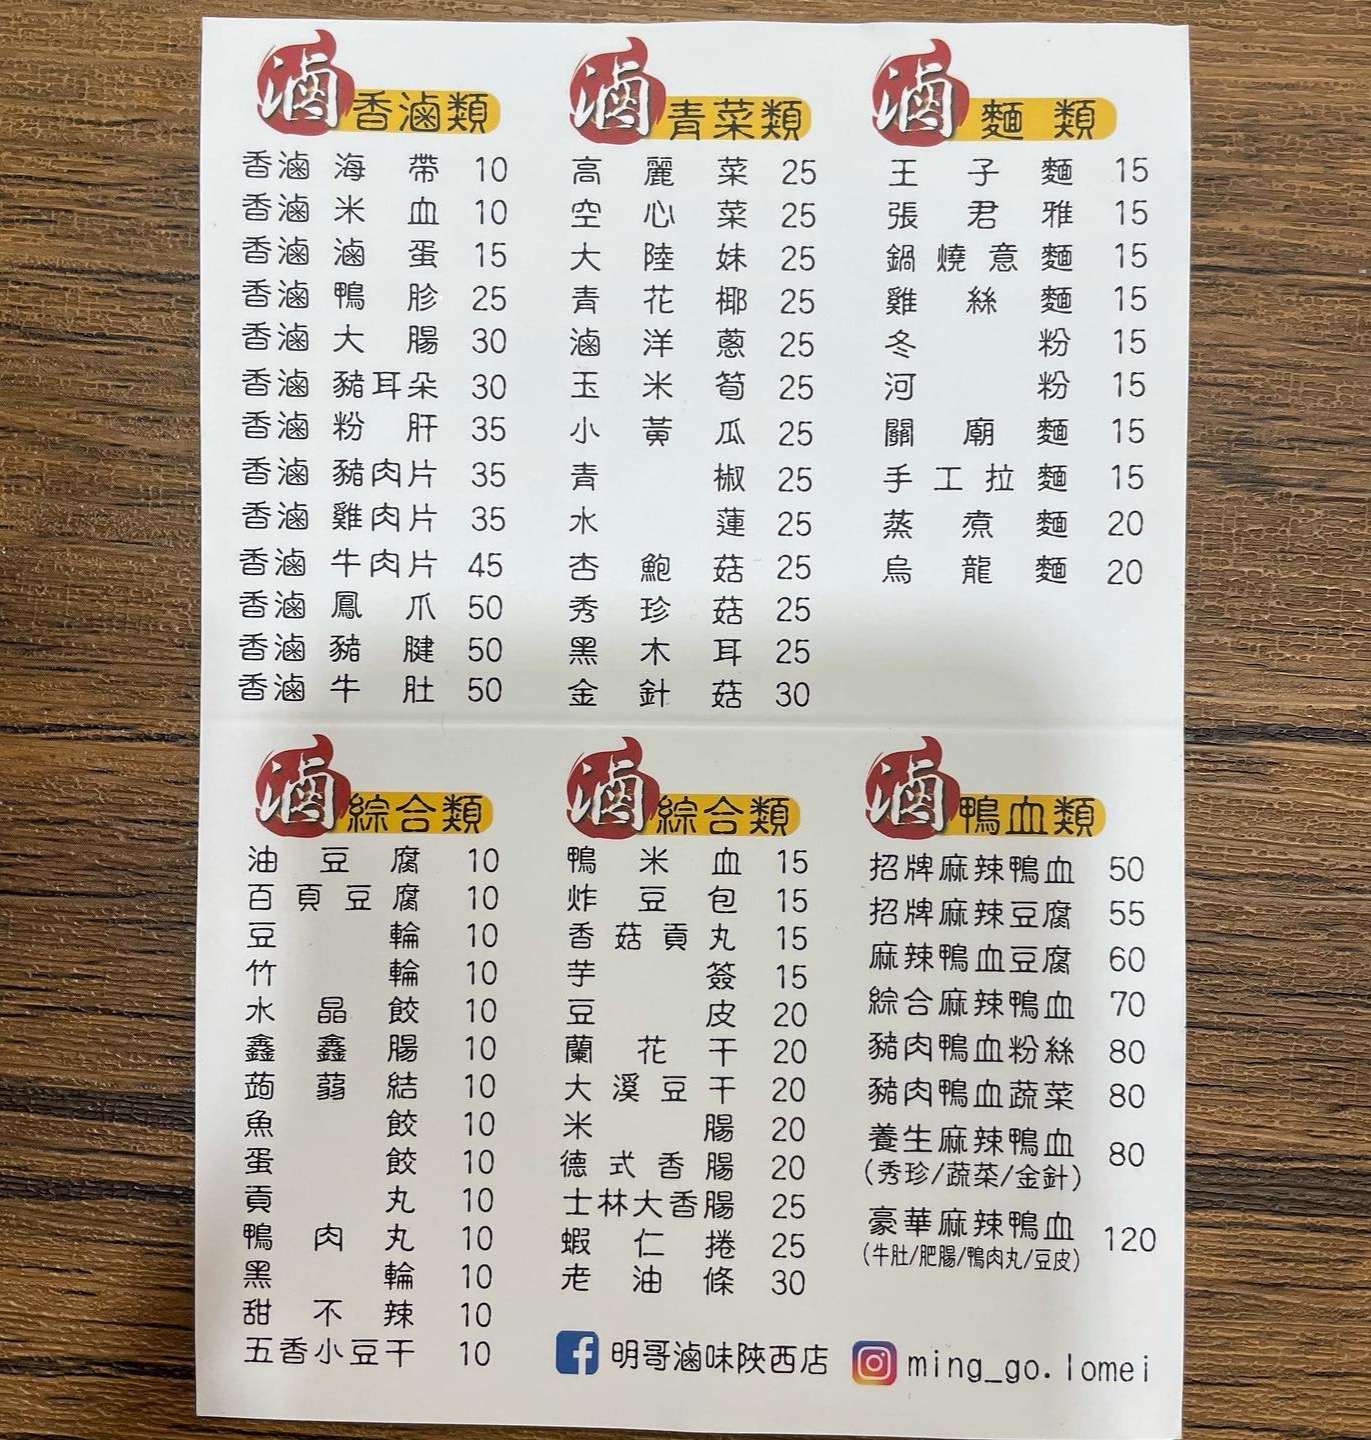 滷 香滷類
香滷 海帶 10
香滷 米血 10
香滷 滷蛋 15
香滷 鴨胗 25
香滷 大腸 30
香滷 豬耳朵 30
香滷 粉肝 35
香滷 豬肉片 35
香滷 雞肉片 35
香滷 牛肉片 45
香滷 鳳爪 50
香滷 豬腱 50
香滷 牛肚 50
滷 青菜類
高麗菜 25
空心菜 25
大陸妹 25
青花椰 25
滷洋蔥 25
玉米筍 25
小黃瓜 25
青椒 25
水蓮 25
杏鮑菇 25
秀珍菇 25
黑木耳 25
金針菇 30
滷 麵類
王子麵 15
張君雅 15
鍋燒意麵 15
雞絲麵 15
冬粉 15
河粉 15
關廟麵 15
手工拉麵 15
蒸煮麵 20
烏龍麵 20
滷 綜合類
油豆腐 10
百頁豆腐 10
豆輪 10
竹輪 10
水晶餃 10
鑫鑫腸 10
蒟蒻結 10
魚餃 10
蛋餃 10
貢丸 10
鴨肉丸 10
黑輪 10
甜不辣 10
五香小豆干 10
滷 綜合類
鴨米血 15
炸豆包 15
香菇貢丸 15
芋簽 15
豆皮 20
蘭花干 20
大溪豆干 20
米腸 20
德式香腸 20
士林大香腸 25
蝦仁捲 25
老油條 30
滷 鴨血類
招牌麻辣鴨血 50
招牌麻辣豆腐 55
麻辣鴨血豆腐 60
綜合麻辣鴨血 70
豬肉鴨血粉絲 80
豬肉鴨血蔬菜 80
養生麻辣鴨血 80
(秀珍/蔬菜/金針)
豪華麻辣鴨血 120
(牛肚/肥腸/鴨肉丸/豆皮)
明哥滷味陝西店
ming_go.lomei